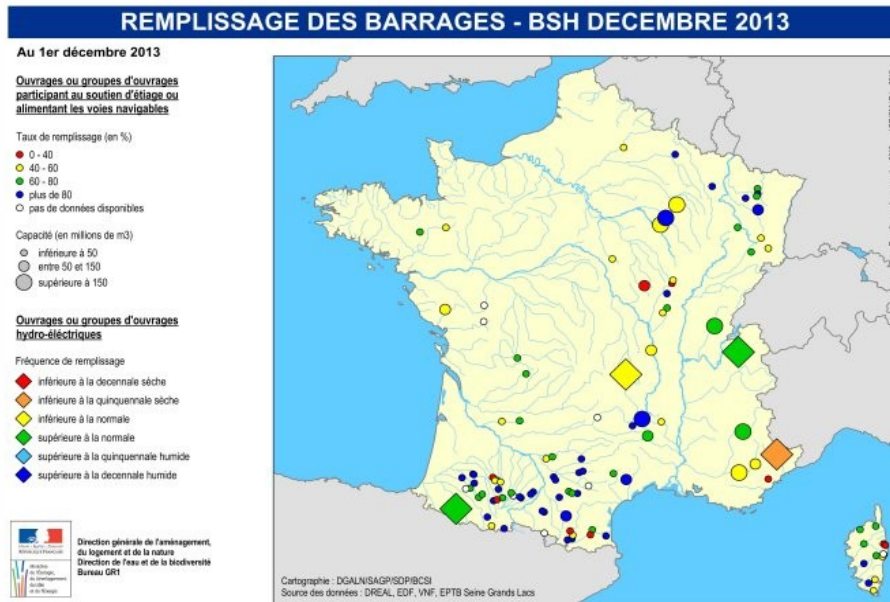 REMPLISSAGE DES BARRAGES - BSH DECEMBRE 2013
Au 1er décembre 2013
Ouvrages ou groupes d'ouvrages
participant au soutien d'étiage ou
alimentant les voies navigables
Taux de remplissage (en %)
0 - 40
40 - 60
60 - 80
plus de 80
pas de données disponibles
Capacité (en millions de m3)
inférieure à 50
entre 50 et 150
supérieure à 150
Ouvrages ou groupes d'ouvrages
hydro-éléctriques
Fréquence de remplissage
inférieure à la decennale sèche
inférieure à la quinquennale sèche
inférieure à la normale
supérieure à la normale
supérieure à la quinquennale humide
supérieure à la decennale humide
RÉPUBLIQUE FRANÇAISE
Direction générale de l'aménagement,
du logement et de la nature
Direction de l'eau et de la biodiversité
Bureau GR1
Cartographie : DGALN/SAGP/SDP/BCSI
Source des données : DREAL, EDF, VNF, EPTB Seine Grands Lacs